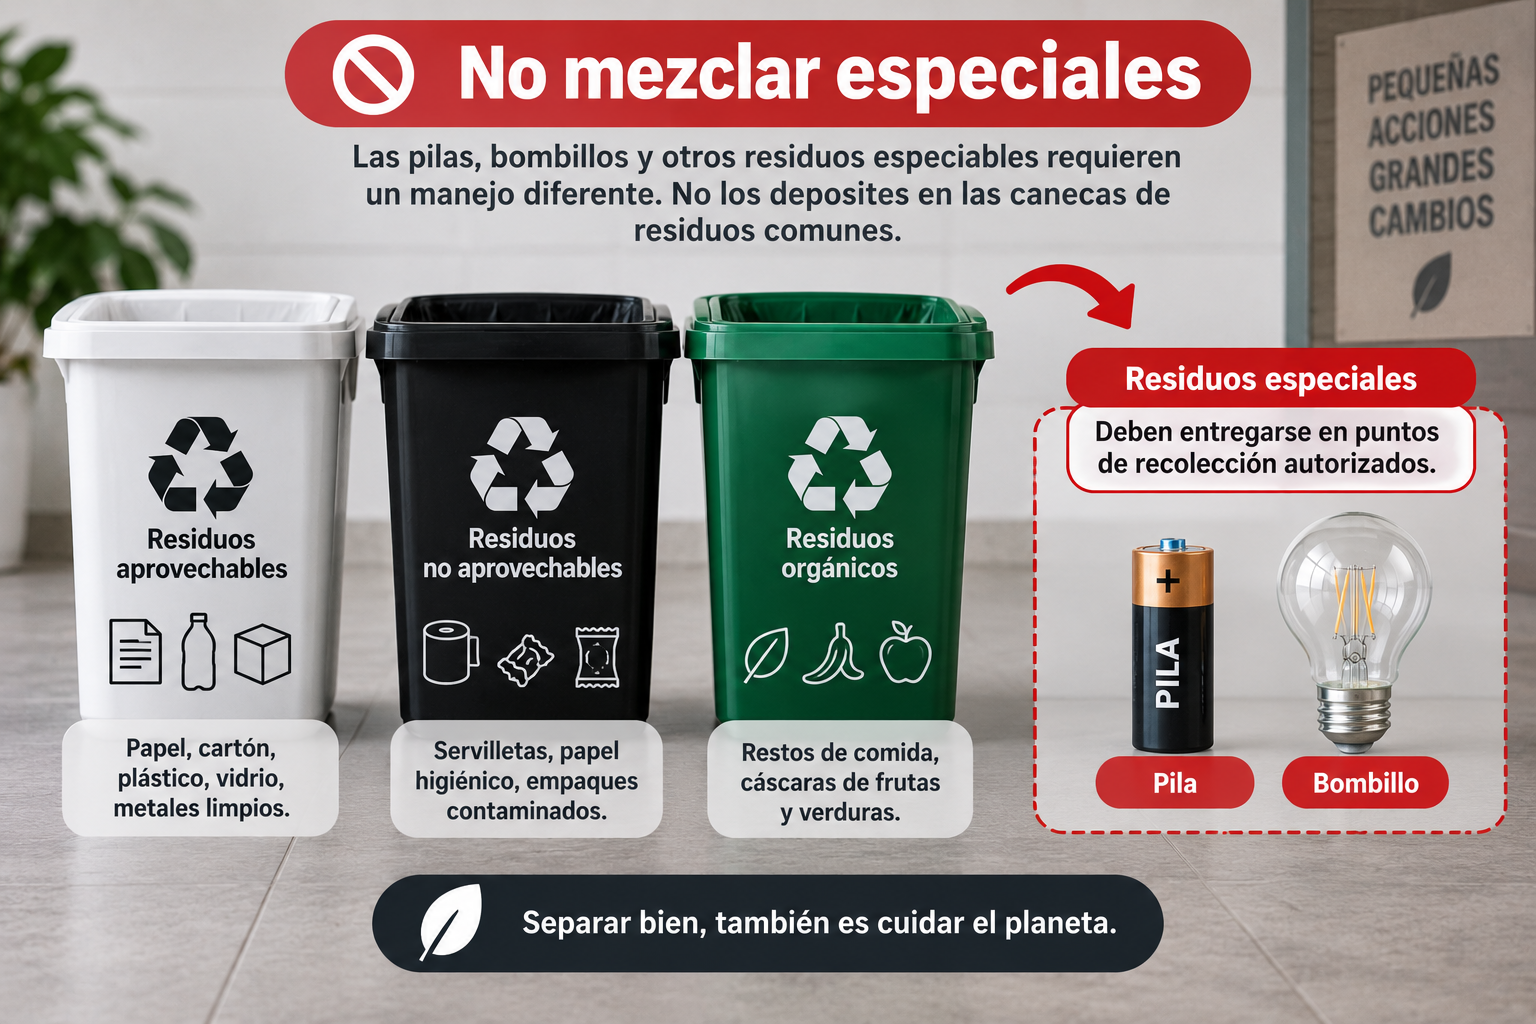 No mezclar especiales
Las pilas, bombillos y otros residuos especiables requieren
un manejo diferente. No los deposites en las canecas de
residuos comunes.
PEQUEÑAS
ACCIONES
GRANDES
CAMBIOS
Residuos
aprovechables
Papel, cartón,
plástico, vidrio,
metales limpios.
Residuos
no aprovechables
Servilletas, papel
higiénico, empaques
contaminados.
Residuos
orgánicos
Restos de comida,
cáscaras de frutas
y verduras.
Residuos especiales
Deben entregarse en puntos
de recolección autorizados.
+
PILA
Pila
Bombillo
Separar bien, también es cuidar el planeta.